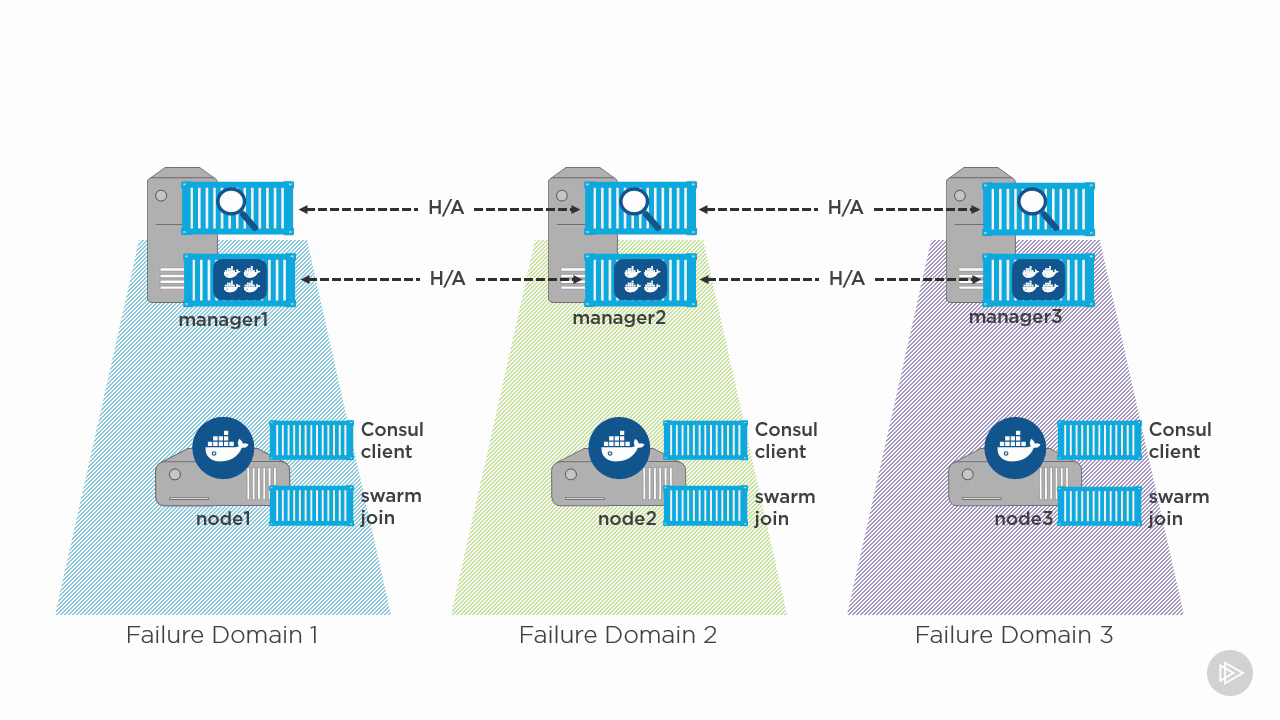 H/A
H/A
H/A
H/A
manager1
manager2
manager3
Consul
client
swarm
join
node1
Consul
client
swarm
join
node2
Consul
client
swarm
join
node3
Failure Domain 1
Failure Domain 2
Failure Domain 3